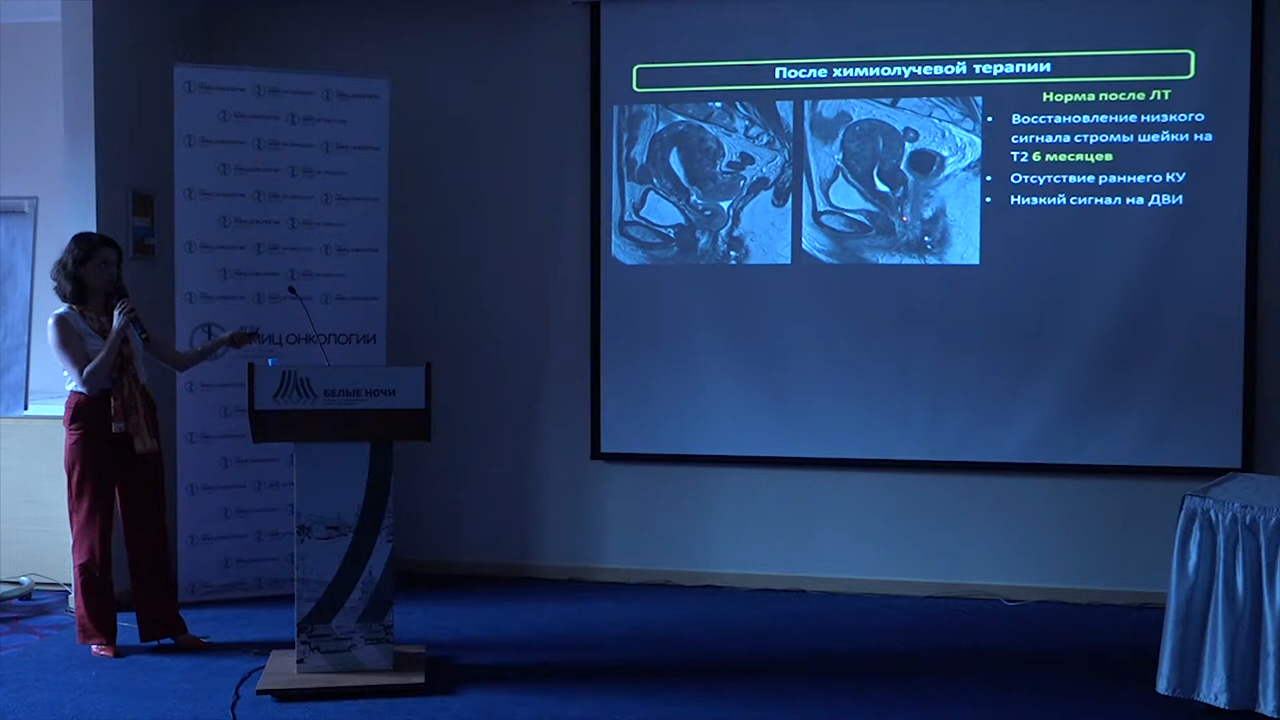 После химиолучевой терапии
Норма после ЛТ
• Восстановление низкого
сигнала стромы шейки на
Т2 6 месяцев
• Отсутствие раннего КУ
• Низкий сигнал на ДВИ
НМИЦ ОНКОЛОГИИ
БЕЛЫЕ НОЧИ